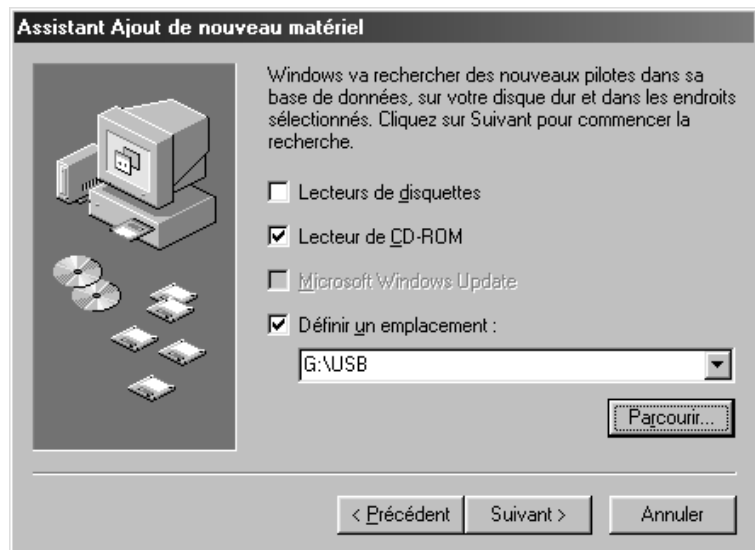 Assistant Ajout de nouveau matériel
Windows va rechercher des nouveaux pilotes dans sa
base de données, sur votre disque dur et dans les endroits
sélectionnés. Cliquez sur Suivant pour commencer la
recherche.
Lecteurs de disquettes
Lecteur de CD-ROM
Microsoft Windows Update
Définir un emplacement :
G:\USB
Parcourir...
< Précédent
Suivant >
Annuler